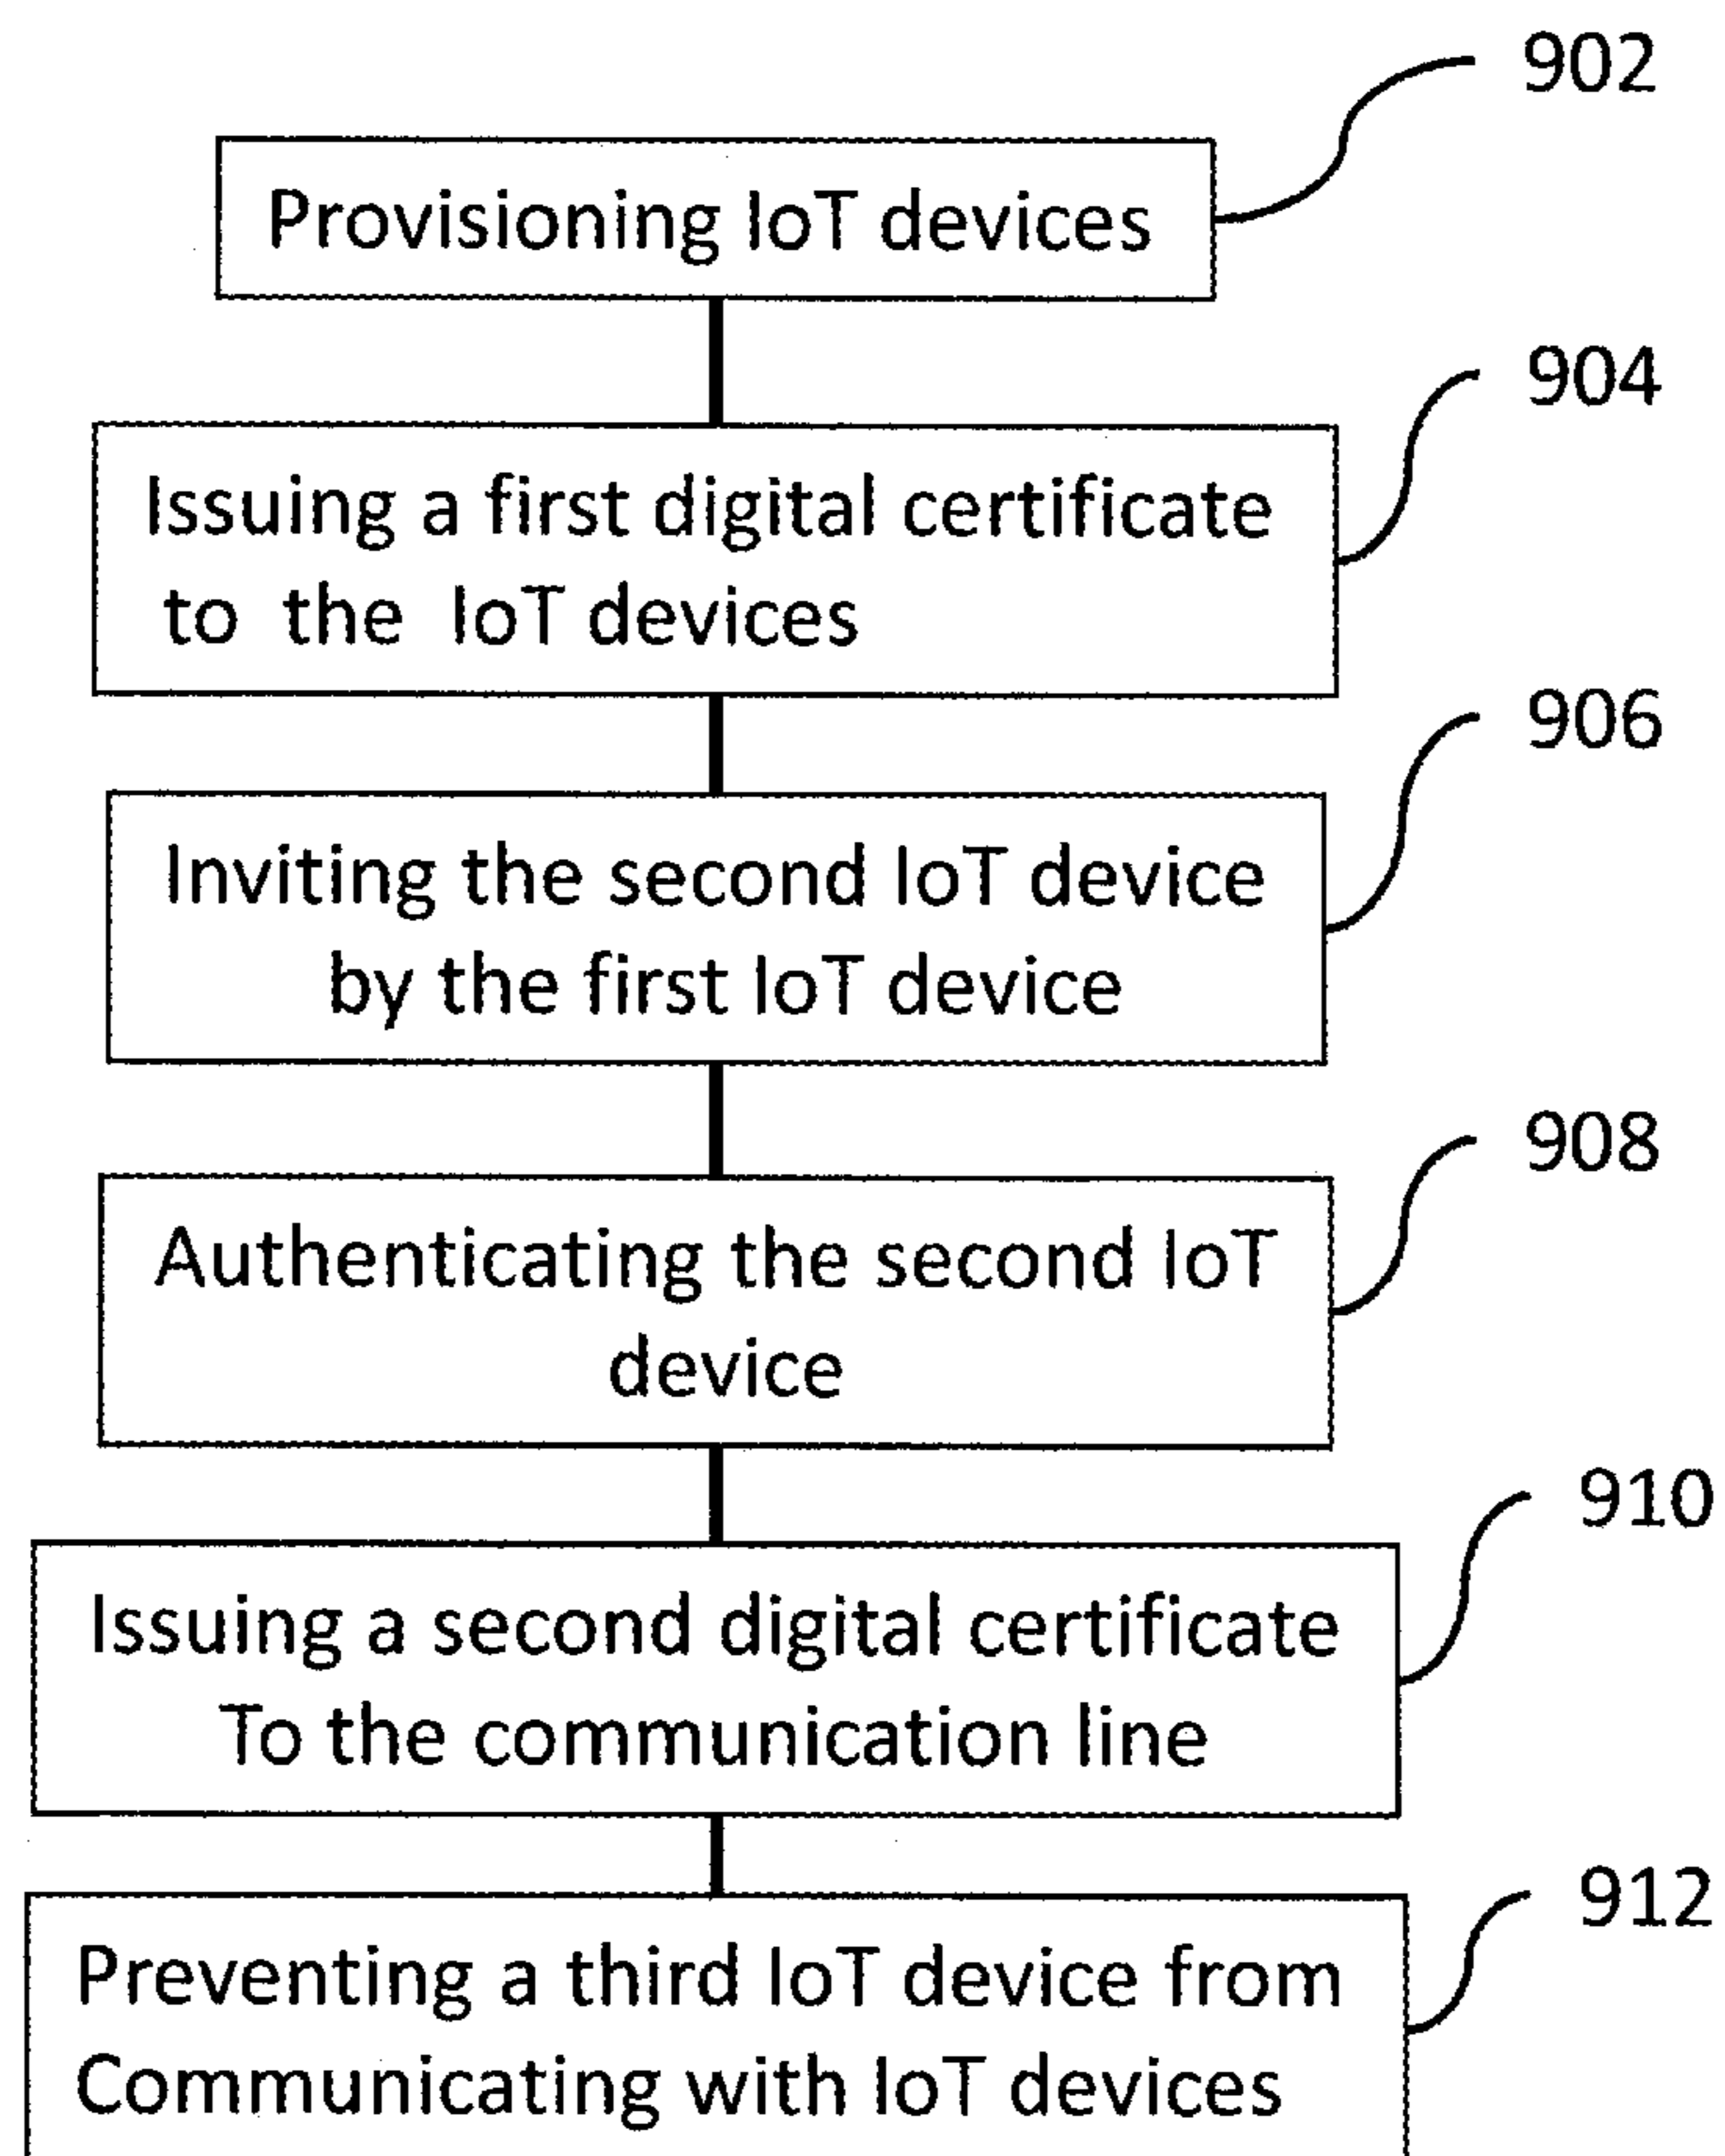 902
Provisioning IoT devices
904
Issuing a first digital certificate
to the IoT devices
906
Inviting the second IoT device
by the first IoT device
908
Authenticating the second IoT
device
910
Issuing a second digital certificate
To the communication line
912
Preventing a third IoT device from
Communicating with IoT devices